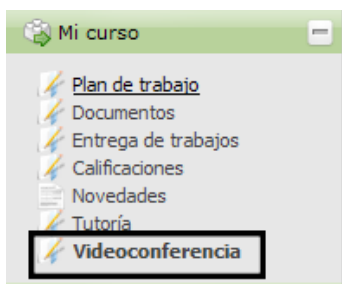 Mi curso
Plan de trabajo
Documentos
Entrega de trabajos
Calificaciones
Novedades
Tutoría
Videoconferencia